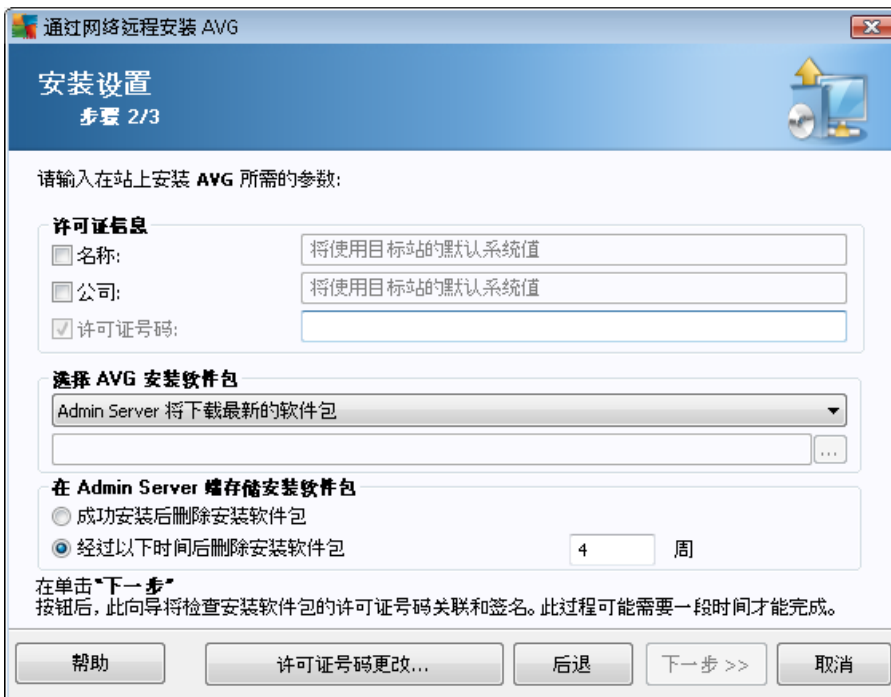 通过网络远程安装 AVG
安装设置
步骤 2/3
请输入在站上安装 AVG 所需的参数:
许可证信息
名称:
将使用目标站的默认系统值
公司:
将使用目标站的默认系统值
许可证号码:
选择 AVG 安装软件包
Admin Server 将下载最新的软件包
...
在 Admin Server 端存储安装软件包
成功安装后删除安装软件包
经过以下时间后删除安装软件包 4 周
在单击"下一步"
按钮后，此向导将检查安装软件包的许可证号码关联和签名。此过程可能需要一段时间才能完成。
帮助 许可证号码更改... 后退 下一步 >> 取消